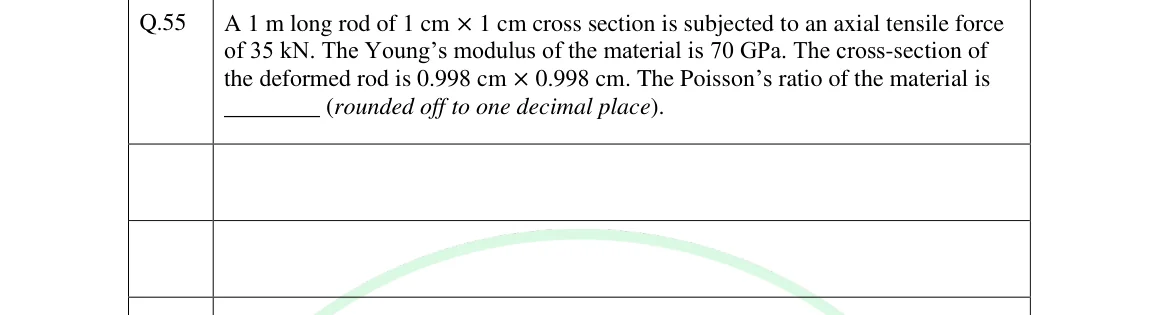 Q.55 A 1 m long rod of 1 cm × 1 cm cross section is subjected to an axial tensile force
of 35 kN. The Young’s modulus of the material is 70 GPa. The cross-section of
the deformed rod is 0.998 cm × 0.998 cm. The Poisson’s ratio of the material is
________ (rounded off to one decimal place).